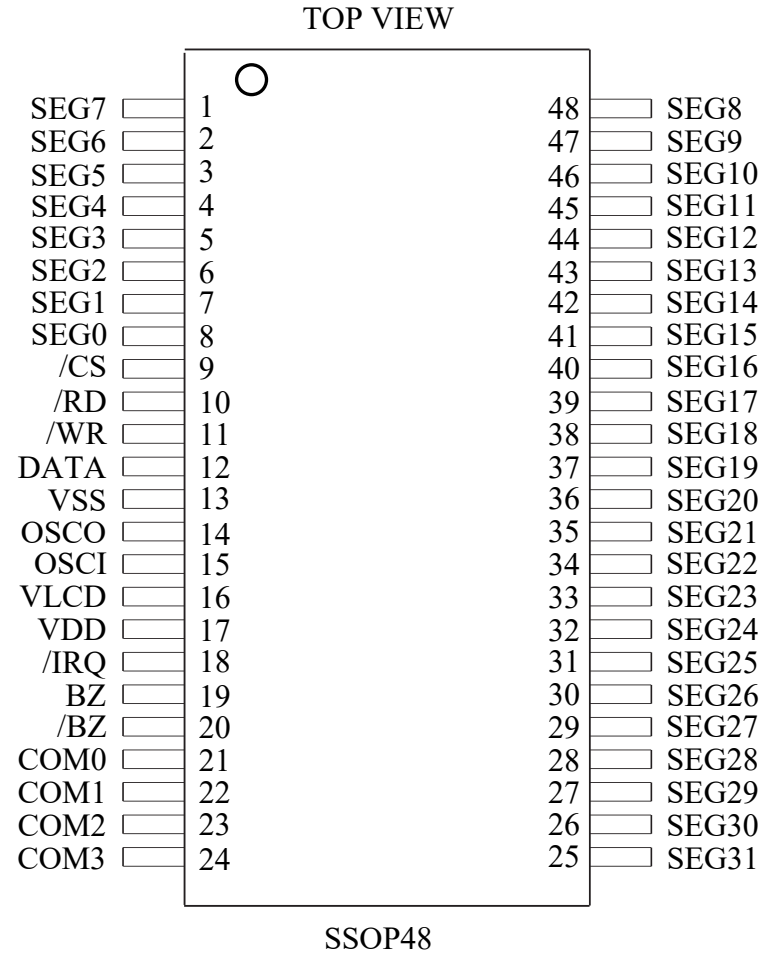 TOP VIEW
SEG7 1 48 SEG8
SEG6 2 47 SEG9
SEG5 3 46 SEG10
SEG4 4 45 SEG11
SEG3 5 44 SEG12
SEG2 6 43 SEG13
SEG1 7 42 SEG14
SEG0 8 41 SEG15
/CS 9 40 SEG16
/RD 10 39 SEG17
/WR 11 38 SEG18
DATA 12 37 SEG19
VSS 13 36 SEG20
OSCO 14 35 SEG21
OSCI 15 34 SEG22
VLCD 16 33 SEG23
VDD 17 32 SEG24
/IRQ 18 31 SEG25
BZ 19 30 SEG26
/BZ 20 29 SEG27
COM0 21 28 SEG28
COM1 22 27 SEG29
COM2 23 26 SEG30
COM3 24 25 SEG31
SSOP48